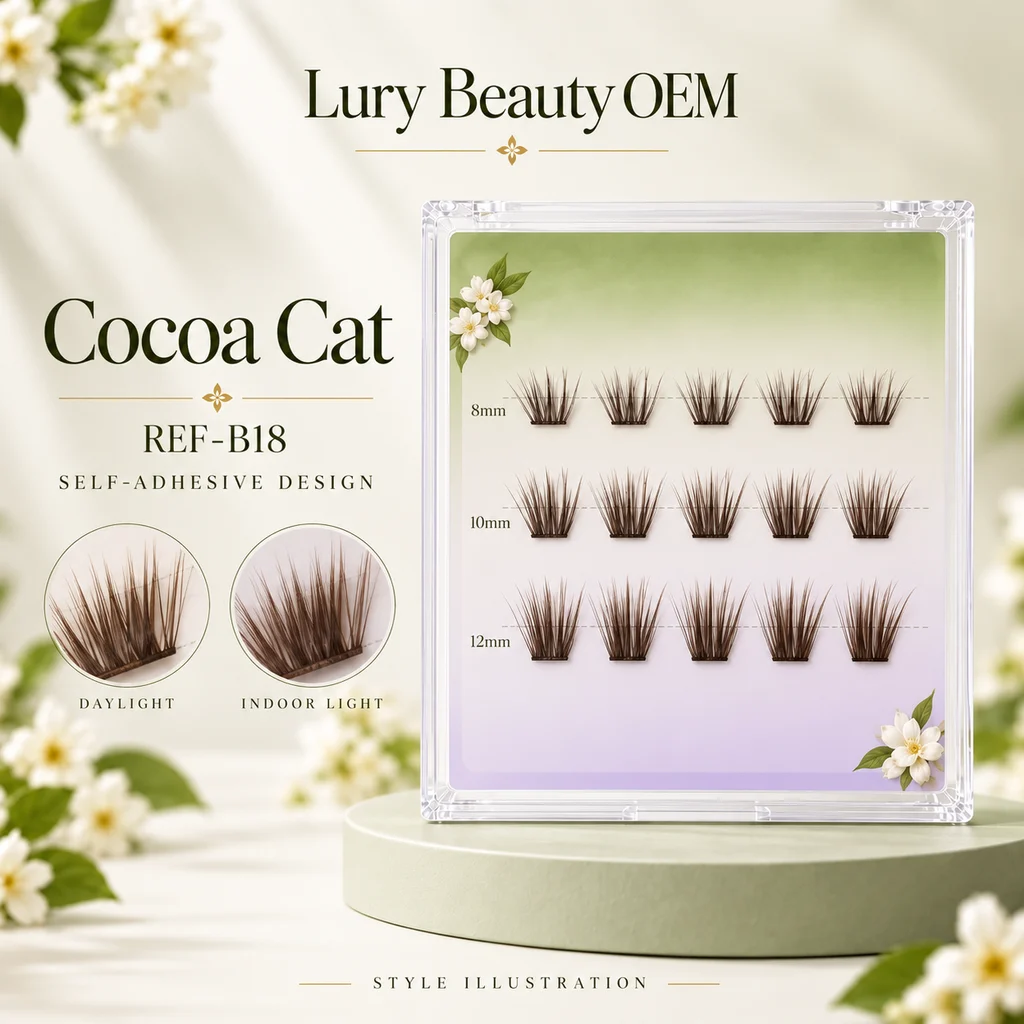 Lury Beauty OEM
Cocoa Cat
REF-B18
SELF-ADHESIVE DESIGN
DAYLIGHT
INDOOR LIGHT
8mm
10mm
12mm
STYLE ILLUSTRATION